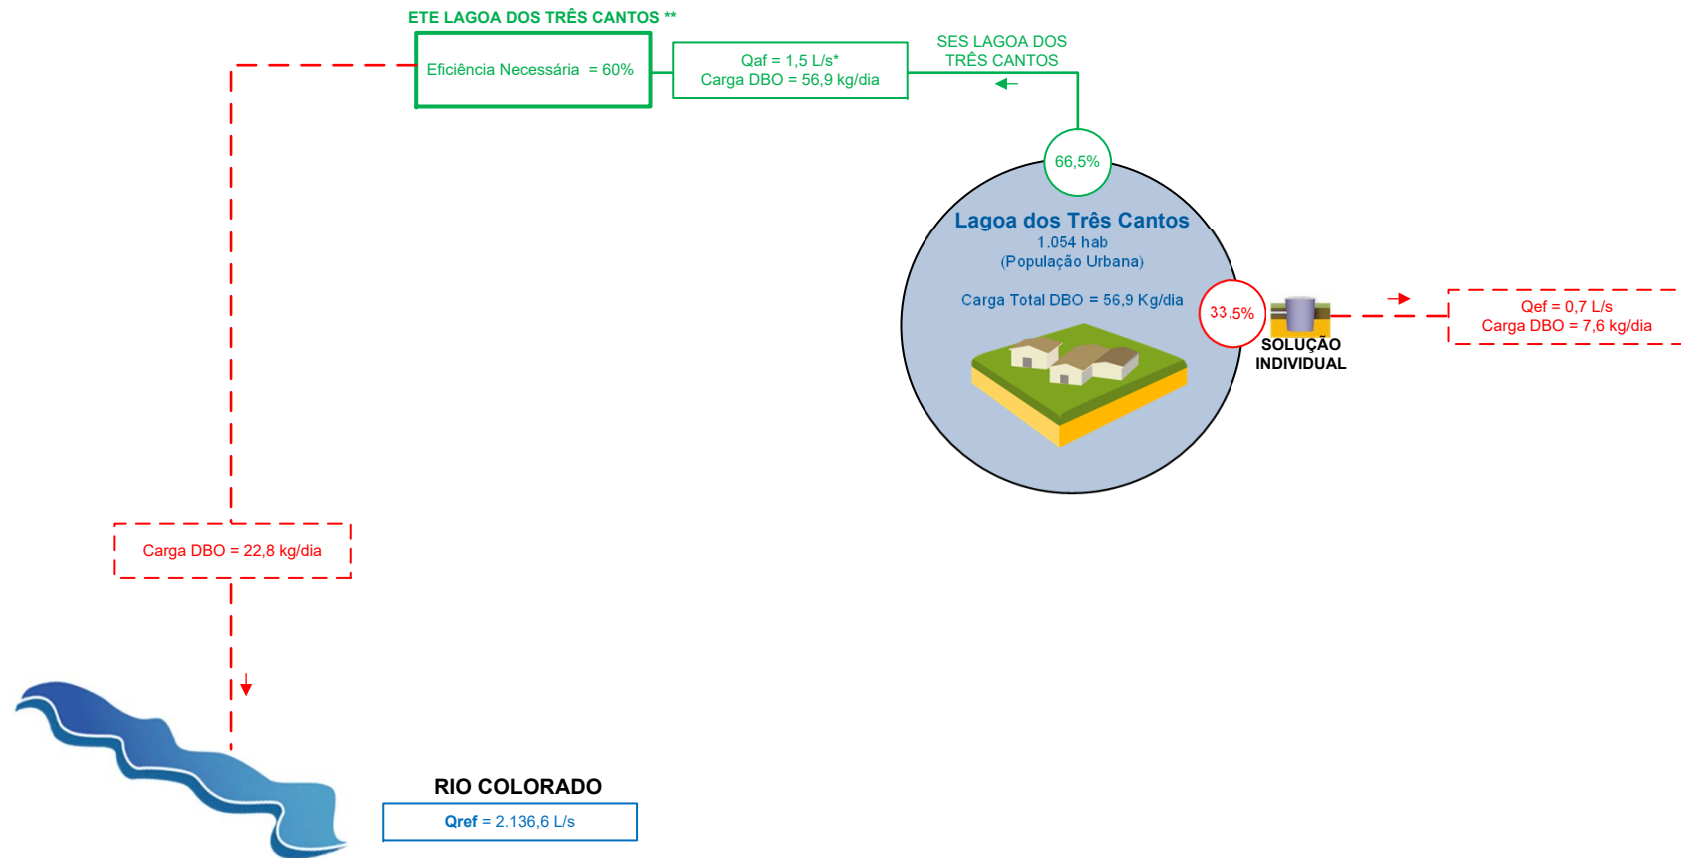 ETE LAGOA DOS TRÊS CANTOS **
Eficiência Necessária = 60%
Qaf = 1,5 L/s*
Carga DBO = 56,9 kg/dia
SES LAGOA DOS
TRÊS CANTOS
66,5%
Lagoa dos Três Cantos
1.054 hab
(População Urbana)
Carga Total DBO = 56,9 Kg/dia
33,5%
SOLUÇÃO
INDIVIDUAL
Qef = 0,7 L/s
Carga DBO = 7,6 kg/dia
Carga DBO = 22,8 kg/dia
RIO COLORADO
Qref = 2.136,6 L/s